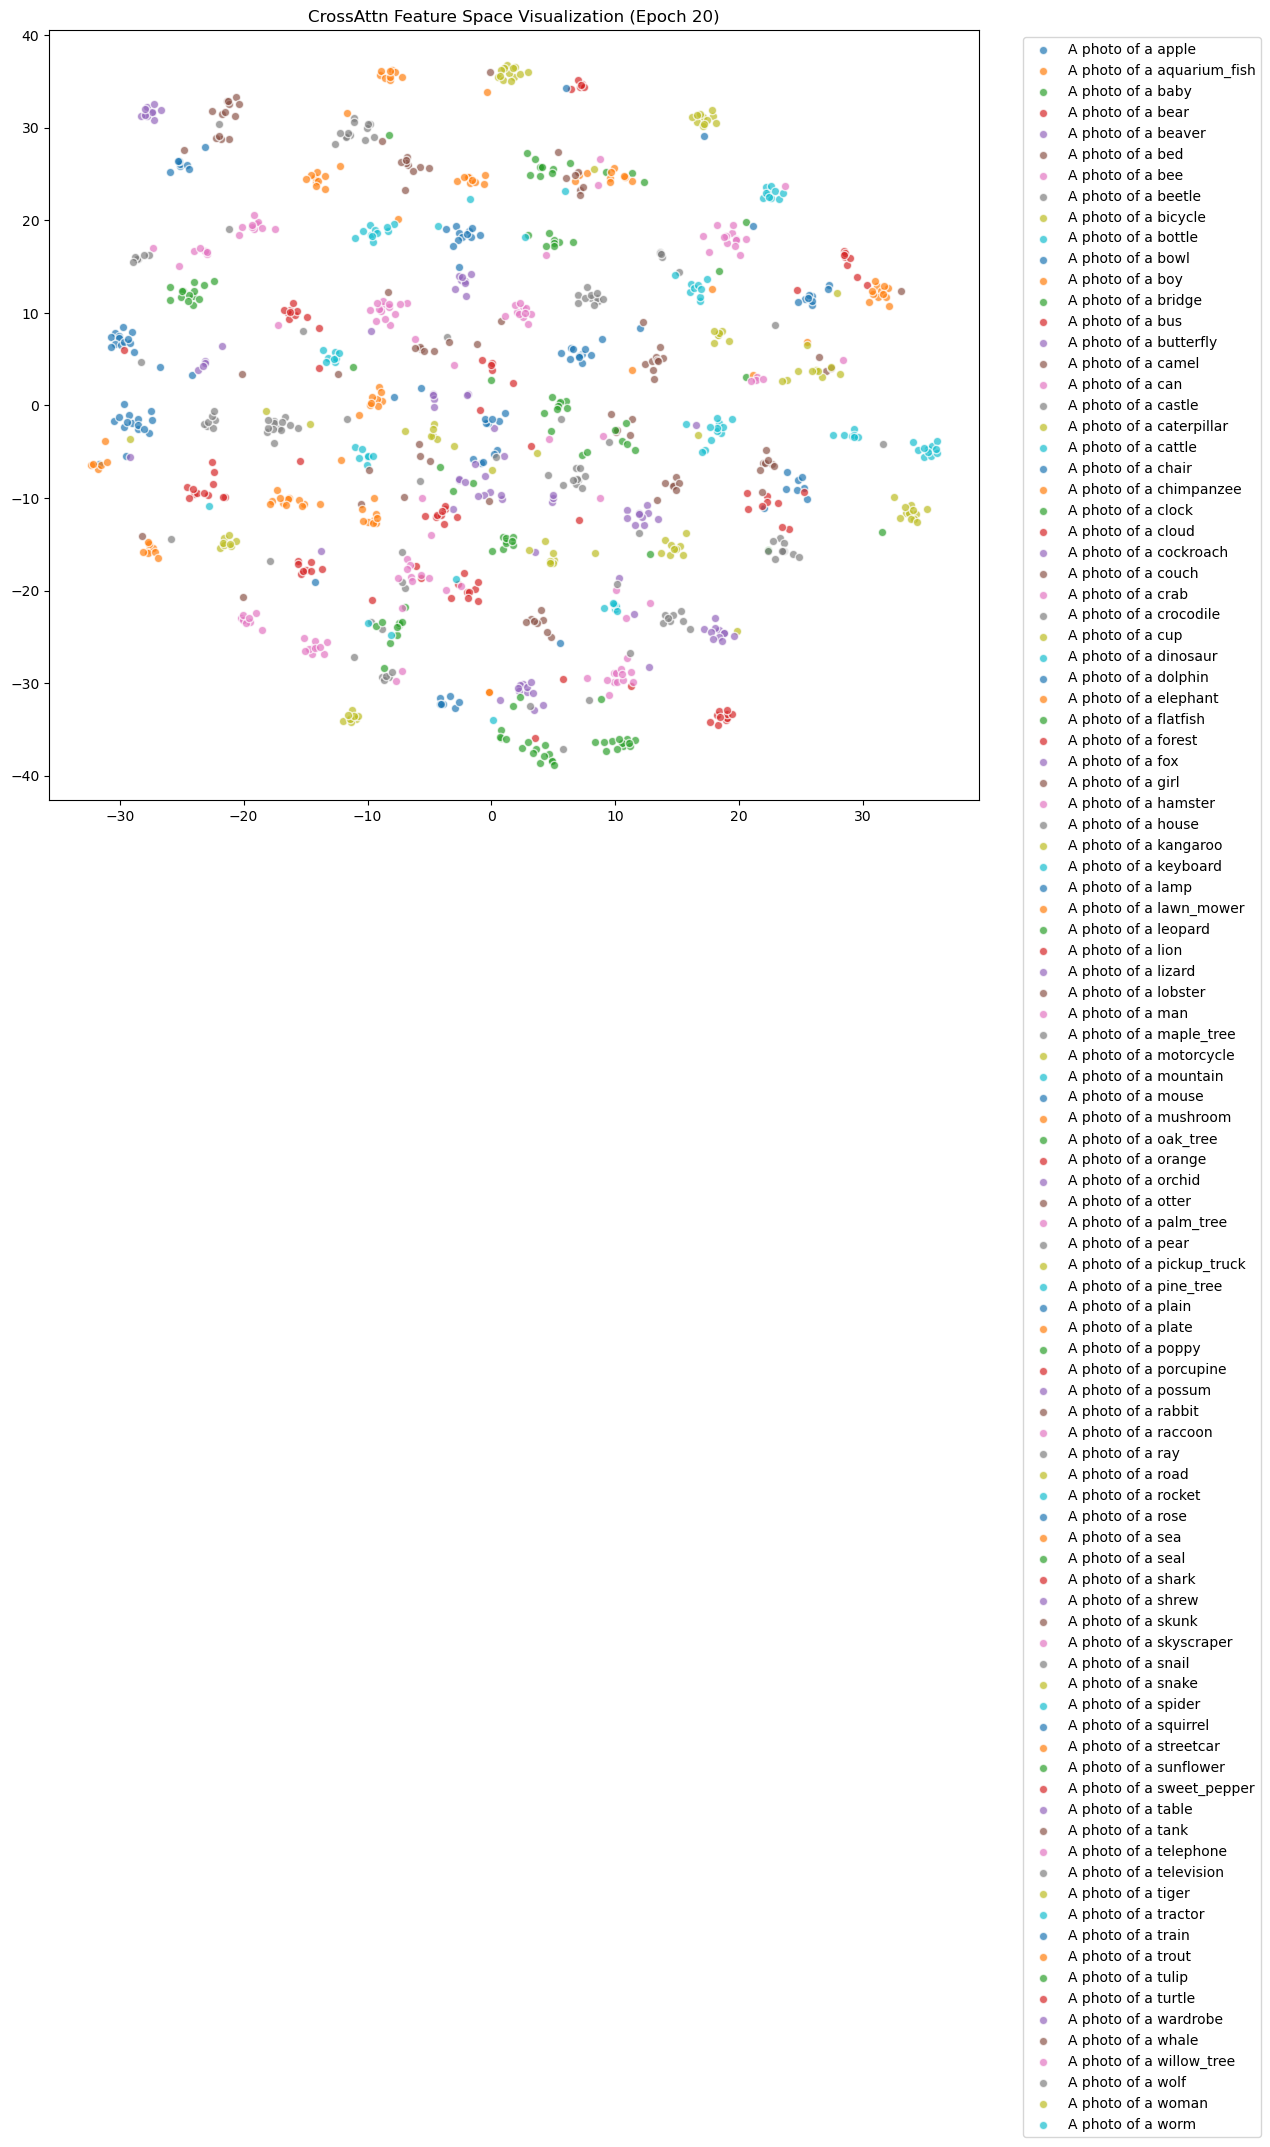 CrossAttn Feature Space Visualization (Epoch 20)
40
30
20
10
0
−10
−20
−30
−40
−30
−20
−10
0
10
20
30
A photo of a apple
A photo of a aquarium_fish
A photo of a baby
A photo of a bear
A photo of a beaver
A photo of a bed
A photo of a bee
A photo of a beetle
A photo of a bicycle
A photo of a bottle
A photo of a bowl
A photo of a boy
A photo of a bridge
A photo of a bus
A photo of a butterfly
A photo of a camel
A photo of a can
A photo of a castle
A photo of a caterpillar
A photo of a cattle
A photo of a chair
A photo of a chimpanzee
A photo of a clock
A photo of a cloud
A photo of a cockroach
A photo of a couch
A photo of a crab
A photo of a crocodile
A photo of a cup
A photo of a dinosaur
A photo of a dolphin
A photo of a elephant
A photo of a flatfish
A photo of a forest
A photo of a fox
A photo of a girl
A photo of a hamster
A photo of a house
A photo of a kangaroo
A photo of a keyboard
A photo of a lamp
A photo of a lawn_mower
A photo of a leopard
A photo of a lion
A photo of a lizard
A photo of a lobster
A photo of a man
A photo of a maple_tree
A photo of a motorcycle
A photo of a mountain
A photo of a mouse
A photo of a mushroom
A photo of a oak_tree
A photo of a orange
A photo of a orchid
A photo of a otter
A photo of a palm_tree
A photo of a pear
A photo of a pickup_truck
A photo of a pine_tree
A photo of a plain
A photo of a plate
A photo of a poppy
A photo of a porcupine
A photo of a possum
A photo of a rabbit
A photo of a raccoon
A photo of a ray
A photo of a road
A photo of a rocket
A photo of a rose
A photo of a sea
A photo of a seal
A photo of a shark
A photo of a shrew
A photo of a skunk
A photo of a skyscraper
A photo of a snail
A photo of a snake
A photo of a spider
A photo of a squirrel
A photo of a streetcar
A photo of a sunflower
A photo of a sweet_pepper
A photo of a table
A photo of a tank
A photo of a telephone
A photo of a television
A photo of a tiger
A photo of a tractor
A photo of a train
A photo of a trout
A photo of a tulip
A photo of a turtle
A photo of a wardrobe
A photo of a whale
A photo of a willow_tree
A photo of a wolf
A photo of a woman
A photo of a worm